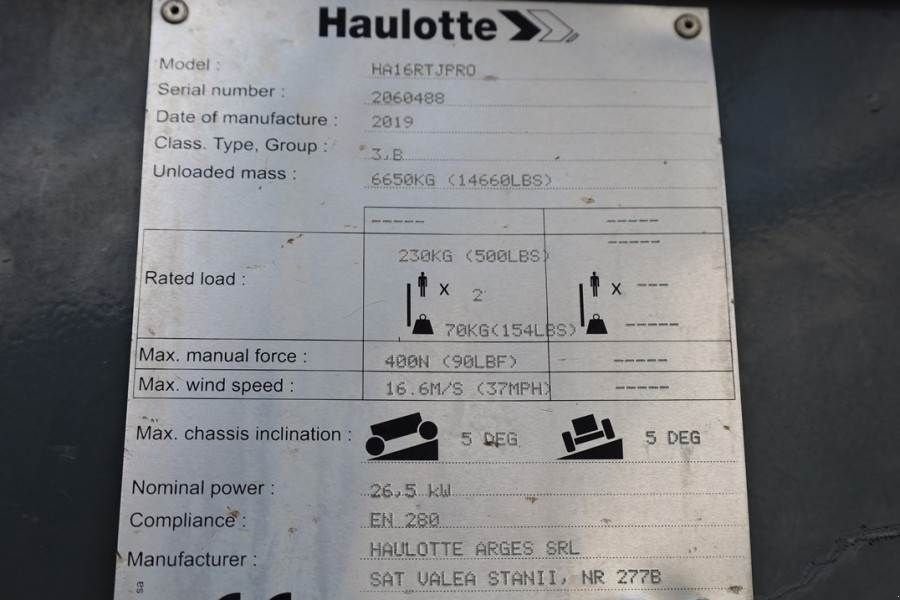 Haulotte
Model : HA16RTJPRO
Serial number : 2060488
Date of manufacture : 2019
Class. Type, Group : 3,B
Unloaded mass : 6650KG (14660LBS)
----- -----
-----
230KG (500LBS)
Rated load : X 2 X ---
70KG(154LBS) -----
Max. manual force : 400N (90LBF) -----
Max. wind speed : 16.6M/S (37MPH) -----
Max. chassis inclination : 5 DEG 5 DEG
Nominal power : 26,5 kW
Compliance : EN 280
Manufacturer : HAULOTTE ARGES SRL
SAT VALEA STANII, NR 277B